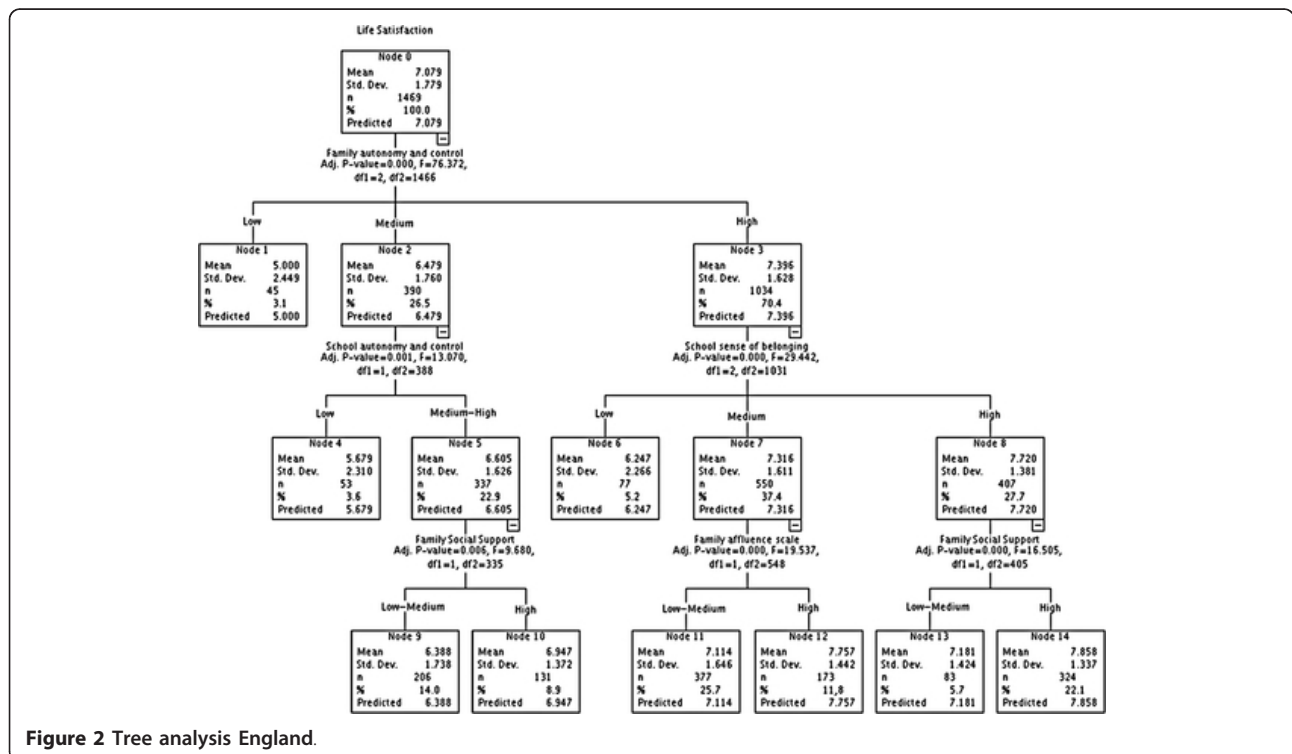 Life Satisfaction
Node 0
Mean 7.079
Std. Dev. 1.779
n 1469
% 100.0
Predicted 7.079
Family autonomy and control
Adj. P-value=0.000, F=76.372,
df1=2, df2=1466
Low
Medium
High
Node 1
Mean 5.000
Std. Dev. 2.449
n 45
% 3.1
Predicted 5.000
Node 2
Mean 6.479
Std. Dev. 1.760
n 390
% 26.5
Predicted 6.479
Node 3
Mean 7.396
Std. Dev. 1.628
n 1034
% 70.4
Predicted 7.396
School autonomy and control
Adj. P-value=0.001, F=13.070,
df1=1, df2=388
School sense of belonging
Adj. P-value=0.000, F=29.442,
df1=2, df2=1031
Low
Medium-High
Low
Medium
High
Node 4
Mean 5.679
Std. Dev. 2.310
n 53
% 3.6
Predicted 5.679
Node 5
Mean 6.605
Std. Dev. 1.626
n 337
% 22.9
Predicted 6.605
Node 6
Mean 6.247
Std. Dev. 2.266
n 77
% 5.2
Predicted 6.247
Node 7
Mean 7.316
Std. Dev. 1.611
n 550
% 37.4
Predicted 7.316
Node 8
Mean 7.720
Std. Dev. 1.381
n 407
% 27.7
Predicted 7.720
Family Social Support
Adj. P-value=0.006, F=9.680,
df1=1, df2=335
Family affluence scale
Adj. P-value=0.000, F=19.537,
df1=1, df2=548
Family Social Support
Adj. P-value=0.000, F=16.505,
df1=1, df2=405
Low-Medium
High
Low-Medium
High
Low-Medium
High
Node 9
Mean 6.388
Std. Dev. 1.738
n 206
% 14.0
Predicted 6.388
Node 10
Mean 6.947
Std. Dev. 1.372
n 131
% 8.9
Predicted 6.947
Node 11
Mean 7.114
Std. Dev. 1.646
n 377
% 25.7
Predicted 7.114
Node 12
Mean 7.757
Std. Dev. 1.442
n 173
% 11,8
Predicted 7.757
Node 13
Mean 7.181
Std. Dev. 1.424
n 83
% 5.7
Predicted 7.181
Node 14
Mean 7.858
Std. Dev. 1.337
n 324
% 22.1
Predicted 7.858
Figure 2 Tree analysis England.